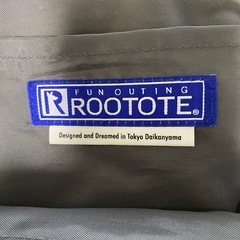 FUN OUTING
R ROOTOTE®
Designed and Dreamed in Tokyo Daikanyama